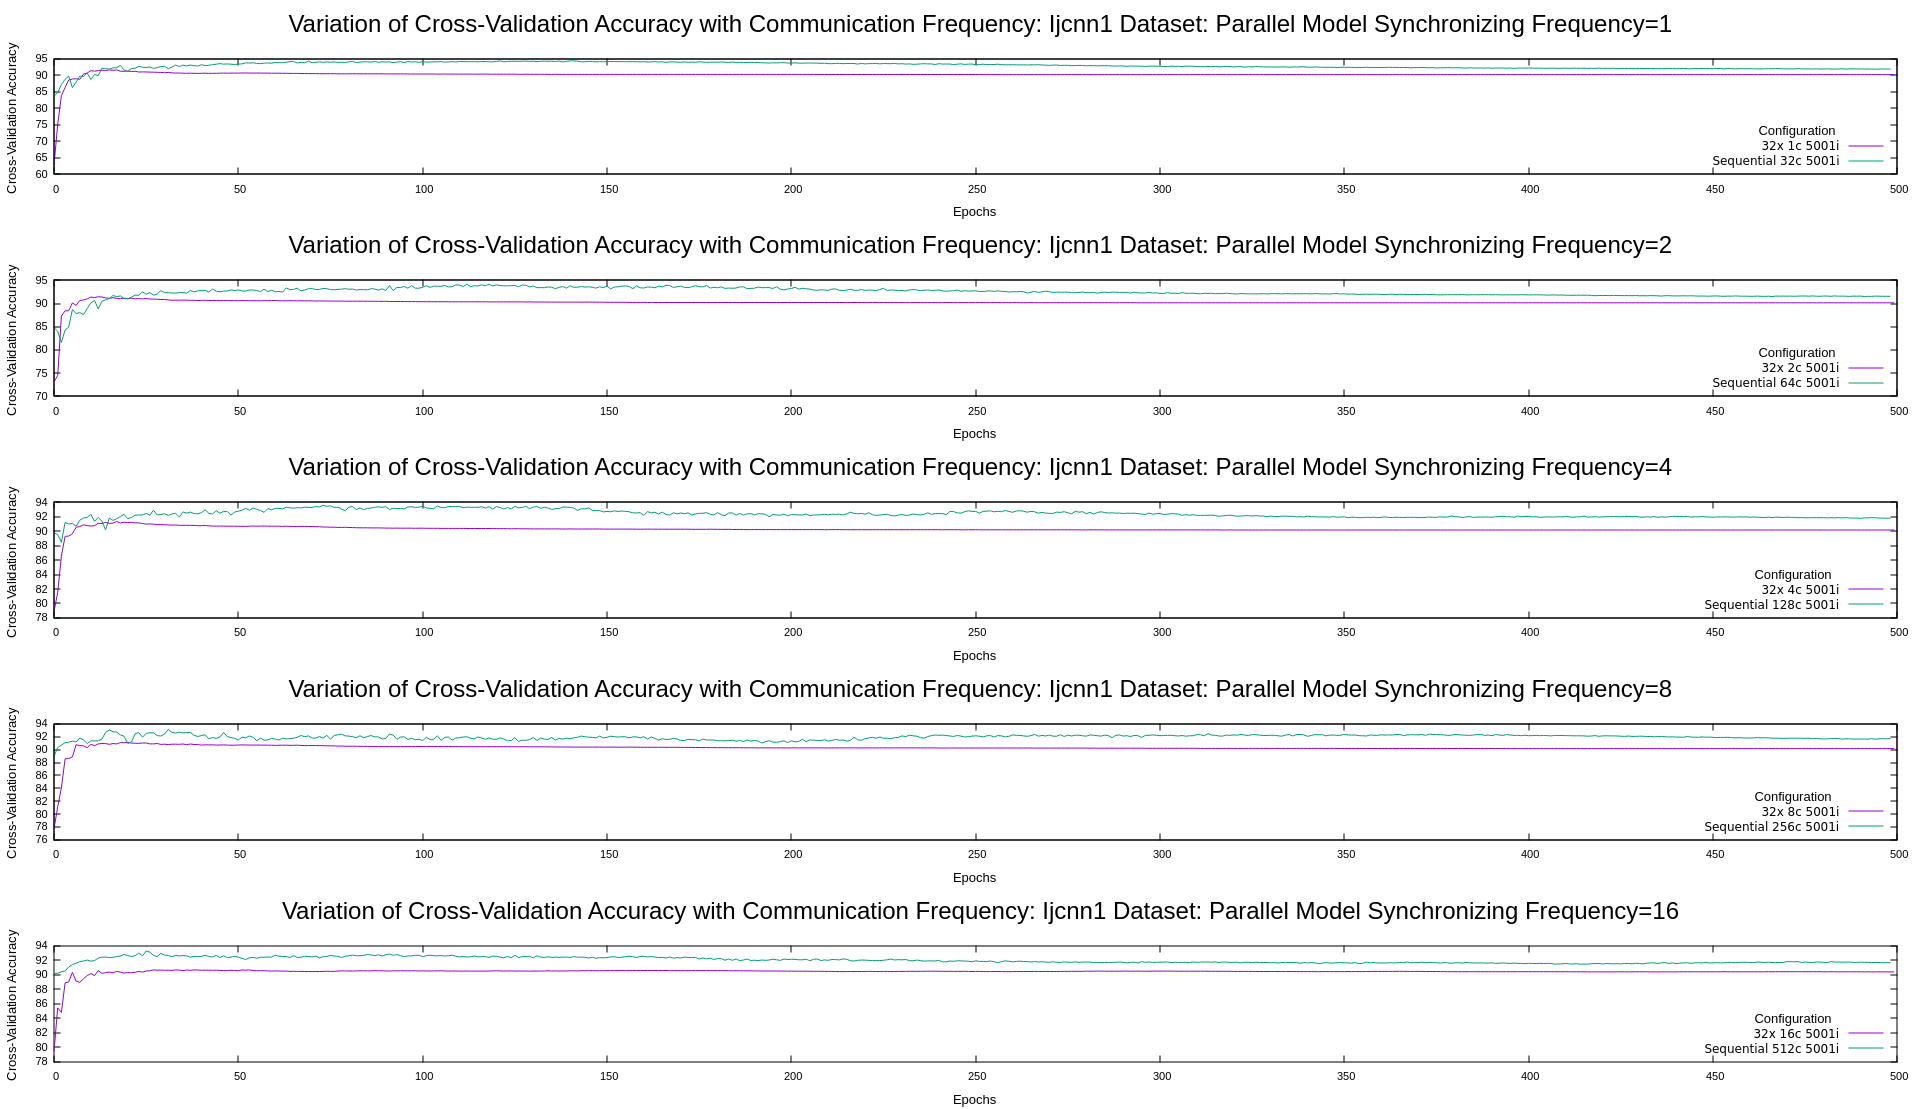 Variation of Cross-Validation Accuracy with Communication Frequency: Ijcnn1 Dataset: Parallel Model Synchronizing Frequency=1
Cross-Validation Accuracy
95
90
85
80
75
70
65
60
0 50 100 150 200 250 300 350 400 450 500
Epochs
Configuration
32x 1c 5001i
Sequential 32c 5001i
Variation of Cross-Validation Accuracy with Communication Frequency: Ijcnn1 Dataset: Parallel Model Synchronizing Frequency=2
Cross-Validation Accuracy
95
90
85
80
75
70
0 50 100 150 200 250 300 350 400 450 500
Epochs
Configuration
32x 2c 5001i
Sequential 64c 5001i
Variation of Cross-Validation Accuracy with Communication Frequency: Ijcnn1 Dataset: Parallel Model Synchronizing Frequency=4
Cross-Validation Accuracy
94
92
90
88
86
84
82
80
78
0 50 100 150 200 250 300 350 400 450 500
Epochs
Configuration
32x 4c 5001i
Sequential 128c 5001i
Variation of Cross-Validation Accuracy with Communication Frequency: Ijcnn1 Dataset: Parallel Model Synchronizing Frequency=8
Cross-Validation Accuracy
94
92
90
88
86
84
82
80
78
76
0 50 100 150 200 250 300 350 400 450 500
Epochs
Configuration
32x 8c 5001i
Sequential 256c 5001i
Variation of Cross-Validation Accuracy with Communication Frequency: Ijcnn1 Dataset: Parallel Model Synchronizing Frequency=16
Cross-Validation Accuracy
94
92
90
88
86
84
82
80
78
0 50 100 150 200 250 300 350 400 450 500
Epochs
Configuration
32x 16c 5001i
Sequential 512c 5001i